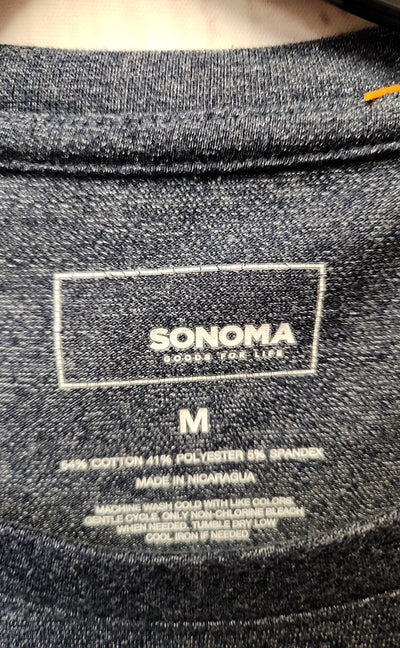 SONOMA
GOODS FOR LIFE
M
54% COTTON 41% POLYESTER 5% SPANDEX
MADE IN NICARAGUA
MACHINE WASH COLD WITH LIKE COLORS,
GENTLE CYCLE. ONLY NON-CHLORINE BLEACH
WHEN NEEDED. TUMBLE DRY LOW
COOL IRON IF NEEDED